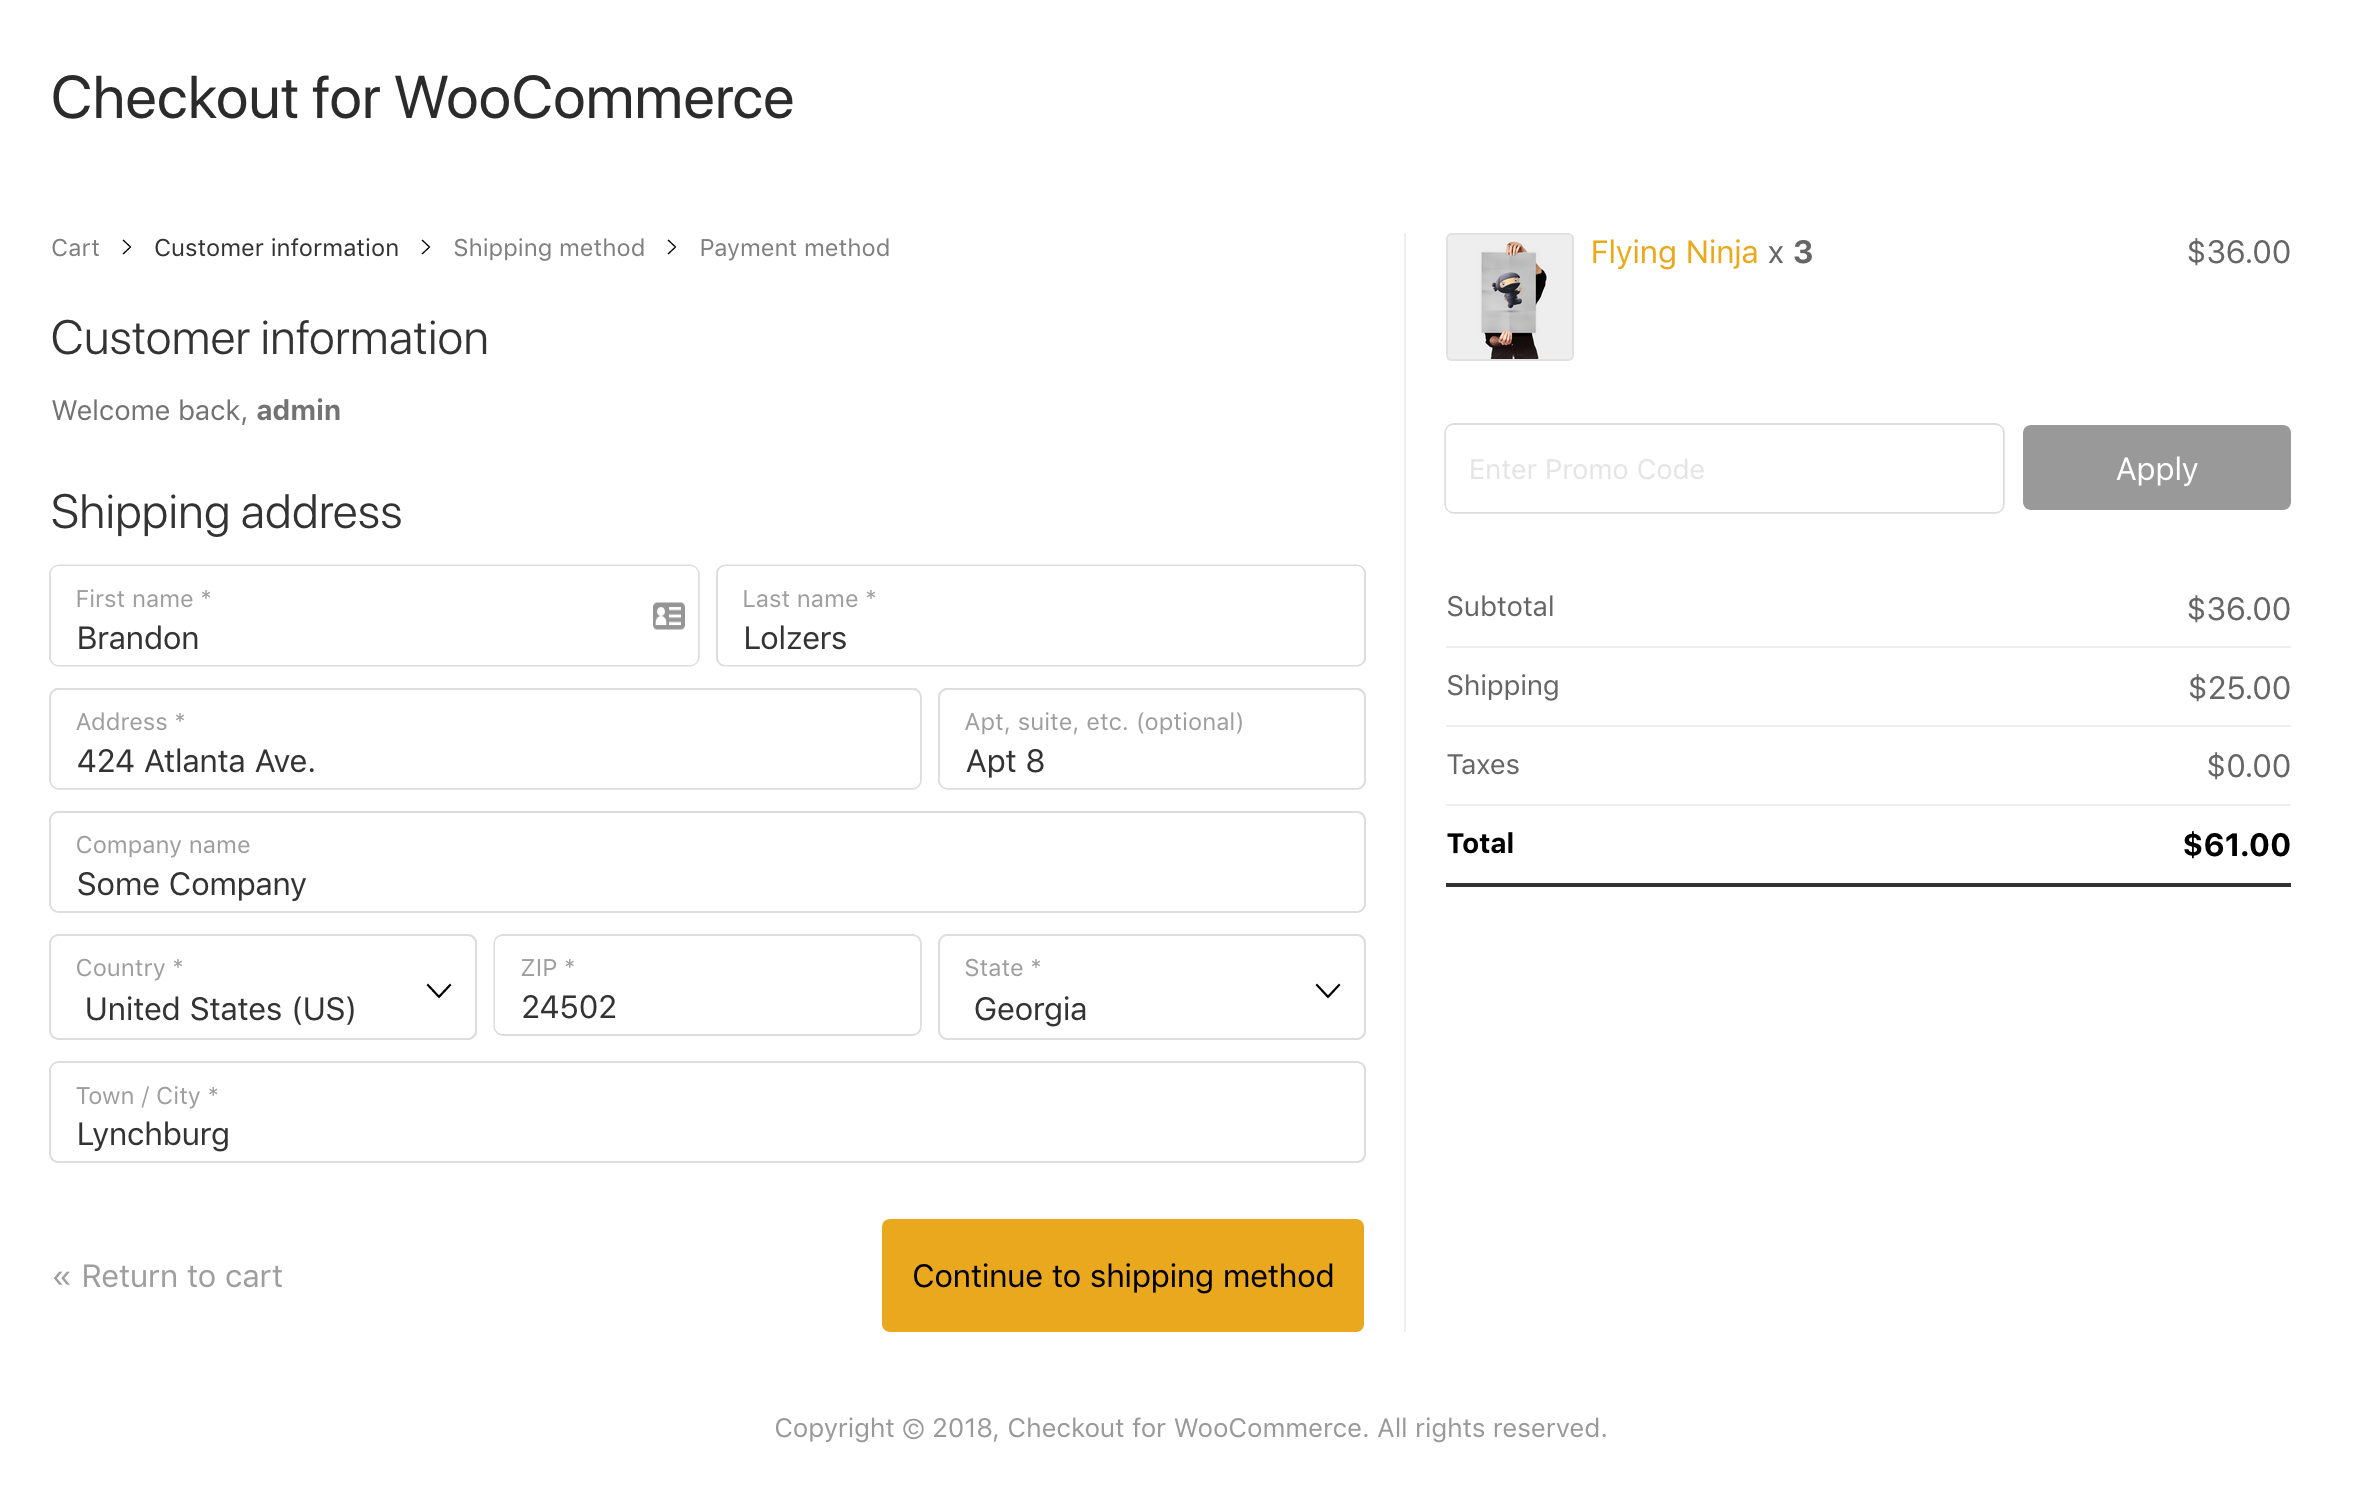 Checkout for WooCommerce
Cart > Customer information > Shipping method > Payment method
Customer information
Welcome back, admin
Shipping address
First name *
Brandon
Last name *
Lolzers
Address *
424 Atlanta Ave.
Apt, suite, etc. (optional)
Apt 8
Company name
Some Company
Country *
United States (US)
ZIP *
24502
State *
Georgia
Town / City *
Lynchburg
« Return to cart
Continue to shipping method
Flying Ninja x 3
$36.00
Enter Promo Code
Apply
Subtotal $36.00
Shipping $25.00
Taxes $0.00
Total $61.00
Copyright © 2018, Checkout for WooCommerce. All rights reserved.